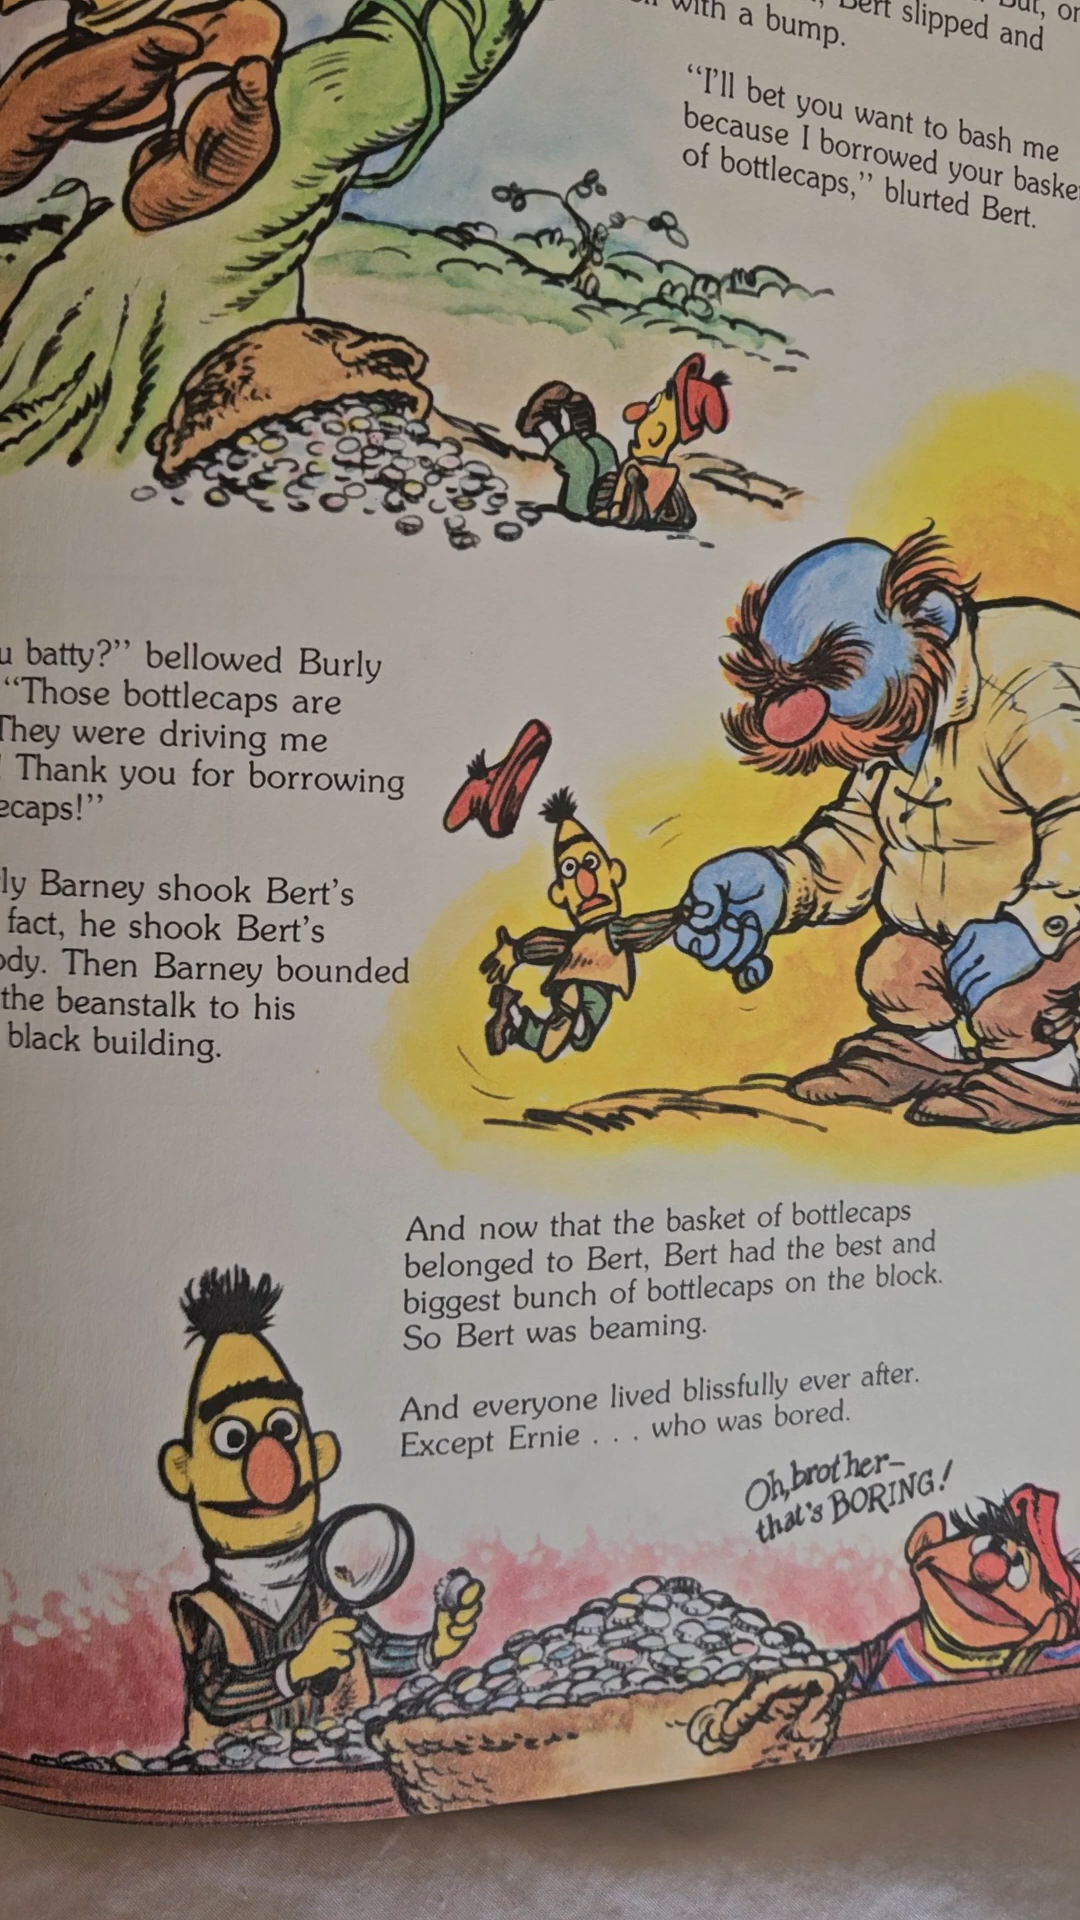 But, on
Bert slipped and
with a bump.
“I’ll bet you want to bash me
because I borrowed your basket
of bottlecaps,” blurted Bert.
batty?” bellowed Burly
“Those bottlecaps are
They were driving me
Thank you for borrowing
ecaps!”
ly Barney shook Bert’s
fact, he shook Bert’s
ody. Then Barney bounded
the beanstalk to his
black building.
And now that the basket of bottlecaps
belonged to Bert, Bert had the best and
biggest bunch of bottlecaps on the block.
So Bert was beaming.
And everyone lived blissfully ever after.
Except Ernie . . . who was bored.
Oh, brother–
that’s BORING!